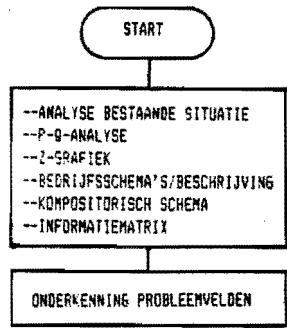 START
--ANALYSE BESTAANDE SITUATIE
--P-Q-ANALYSE
--Z-GRAFIEK
--BEDRIJFSSCHEMA'S/BESCHRIJVING
--KOMPOSITORISCH SCHEMA
--INFORMATIEMATRIX
ONDERKENNING PROBLEEMVELDEN